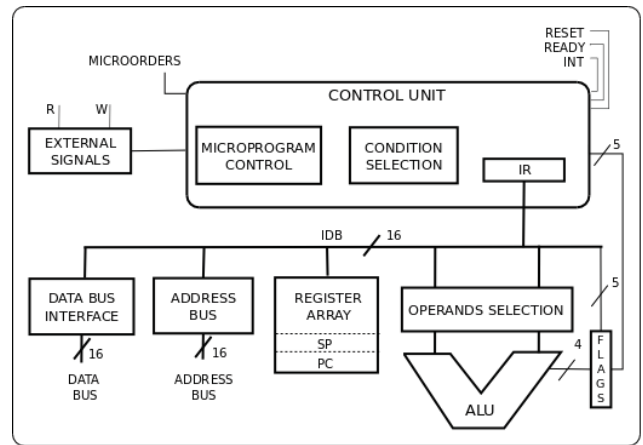 RESET
READY
INT
MICROORDERS
CONTROL UNIT
R
W
EXTERNAL
SIGNALS
MICROPROGRAM
CONTROL
CONDITION
SELECTION
IR
5
IDB
16
DATA BUS
INTERFACE
ADDRESS
BUS
REGISTER
ARRAY
SP
PC
OPERANDS SELECTION
5
FLAGS
4
ALU
16
DATA
BUS
16
ADDRESS
BUS